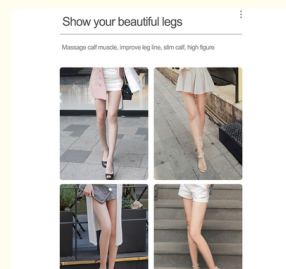 Show your beautiful legs
Massage calf muscle, improve leg line, slim calf, high figure